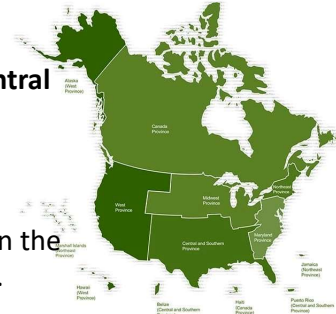 ntral
Alaska
(West
Province)
Canada
Province
Northeast
Province
West
Province
Midwest
Province
Maryland
Province
n the
Marshall Islands
(Northeast
Province)
Central and Southern
Province
.
Jamaica
(Northeast
Province)
Hawaii
(West
Province)
Belize
(Central and Southern
Province)
Haiti
(Canada
Province)
Puerto Rico
(Central and Southern
Province)